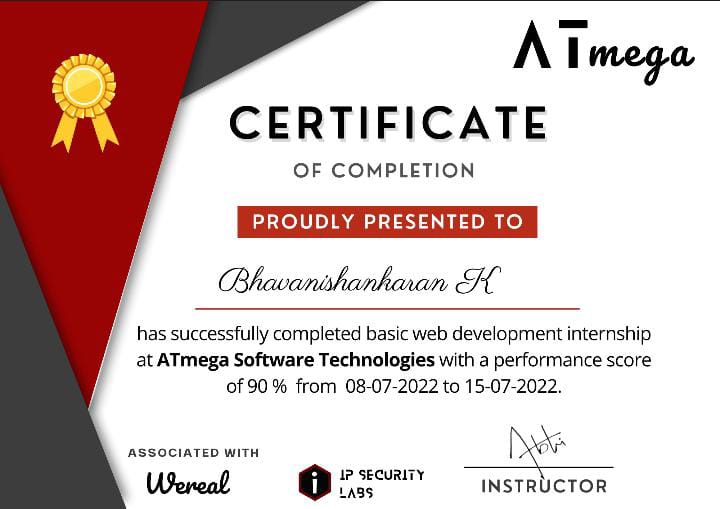 ATmega
CERTIFICATE
OF COMPLETION
PROUDLY PRESENTED TO
Bhavanishankaran K
has successfully completed basic web development internship
at ATmega Software Technologies with a performance score
of 90 % from 08-07-2022 to 15-07-2022.
ASSOCIATED WITH
Wereal
IP SECURITY
LABS
INSTRUCTOR